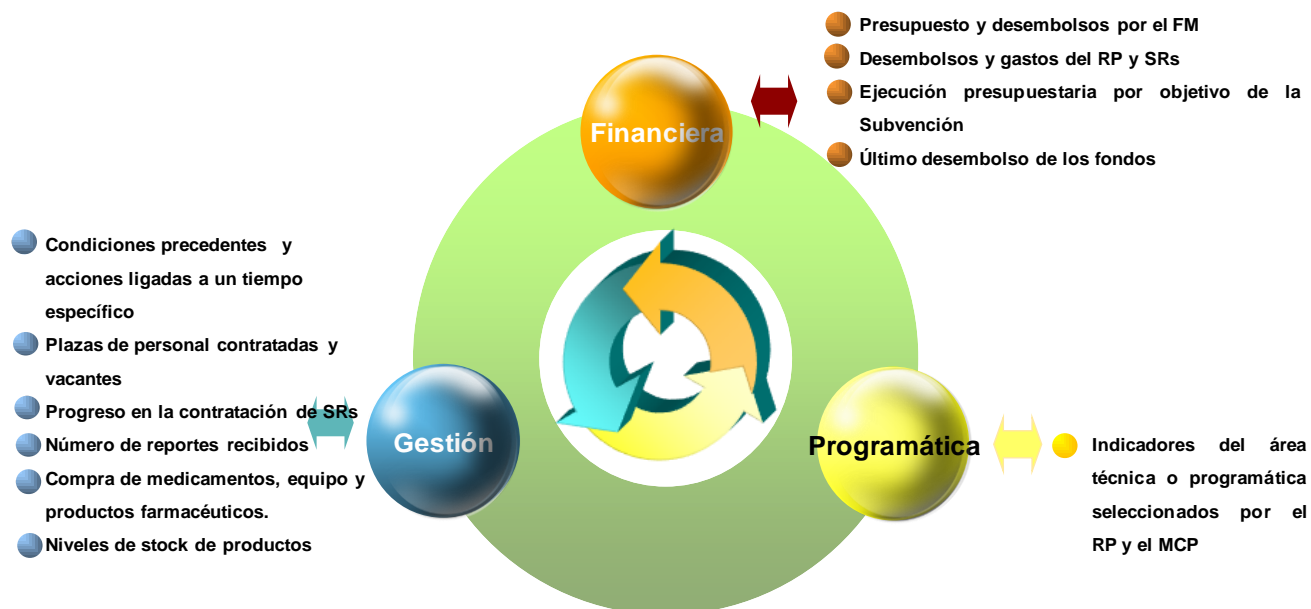 Presupuesto y desembolsos por el FM
Desembolsos y gastos del RP y SRs
Ejecución presupuestaria por objetivo de la
Subvención
Último desembolso de los fondos
Financiera
Condiciones precedentes y
acciones ligadas a un tiempo
específico
Plazas de personal contratadas y
vacantes
Progreso en la contratación de SRs
Número de reportes recibidos
Compra de medicamentos, equipo y
productos farmacéuticos.
Niveles de stock de productos
Gestión
Programática
Indicadores del área
técnica o programática
seleccionados por el
RP y el MCP